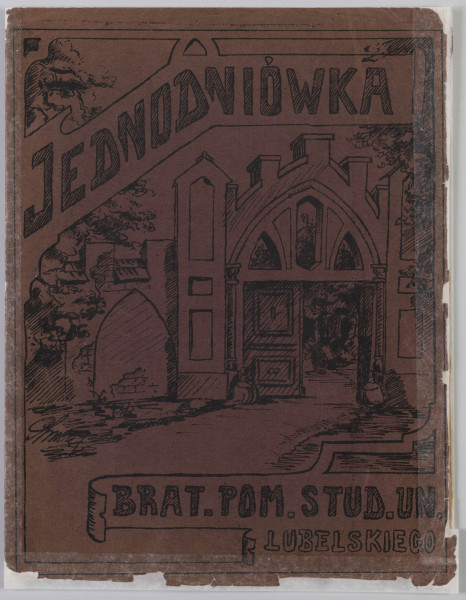 JEDNODNIÓWKA
BRAT. POM. STUD. UN.
LUBELSKIEGO